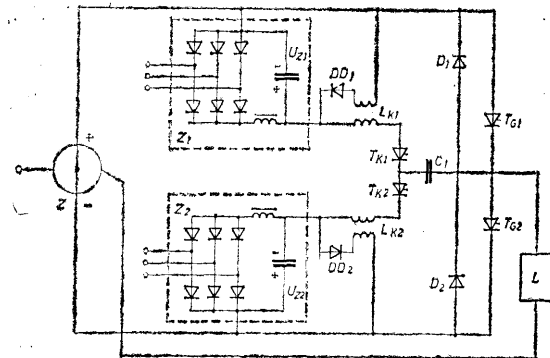 U_Z1
-
+
DD1
L_K1
D1
T_G1
Z1
T_K1
C1
+
Z
-
T_K2
Z2
L_K2
-
+
U_Z2
DD2
D2
T_G2
L